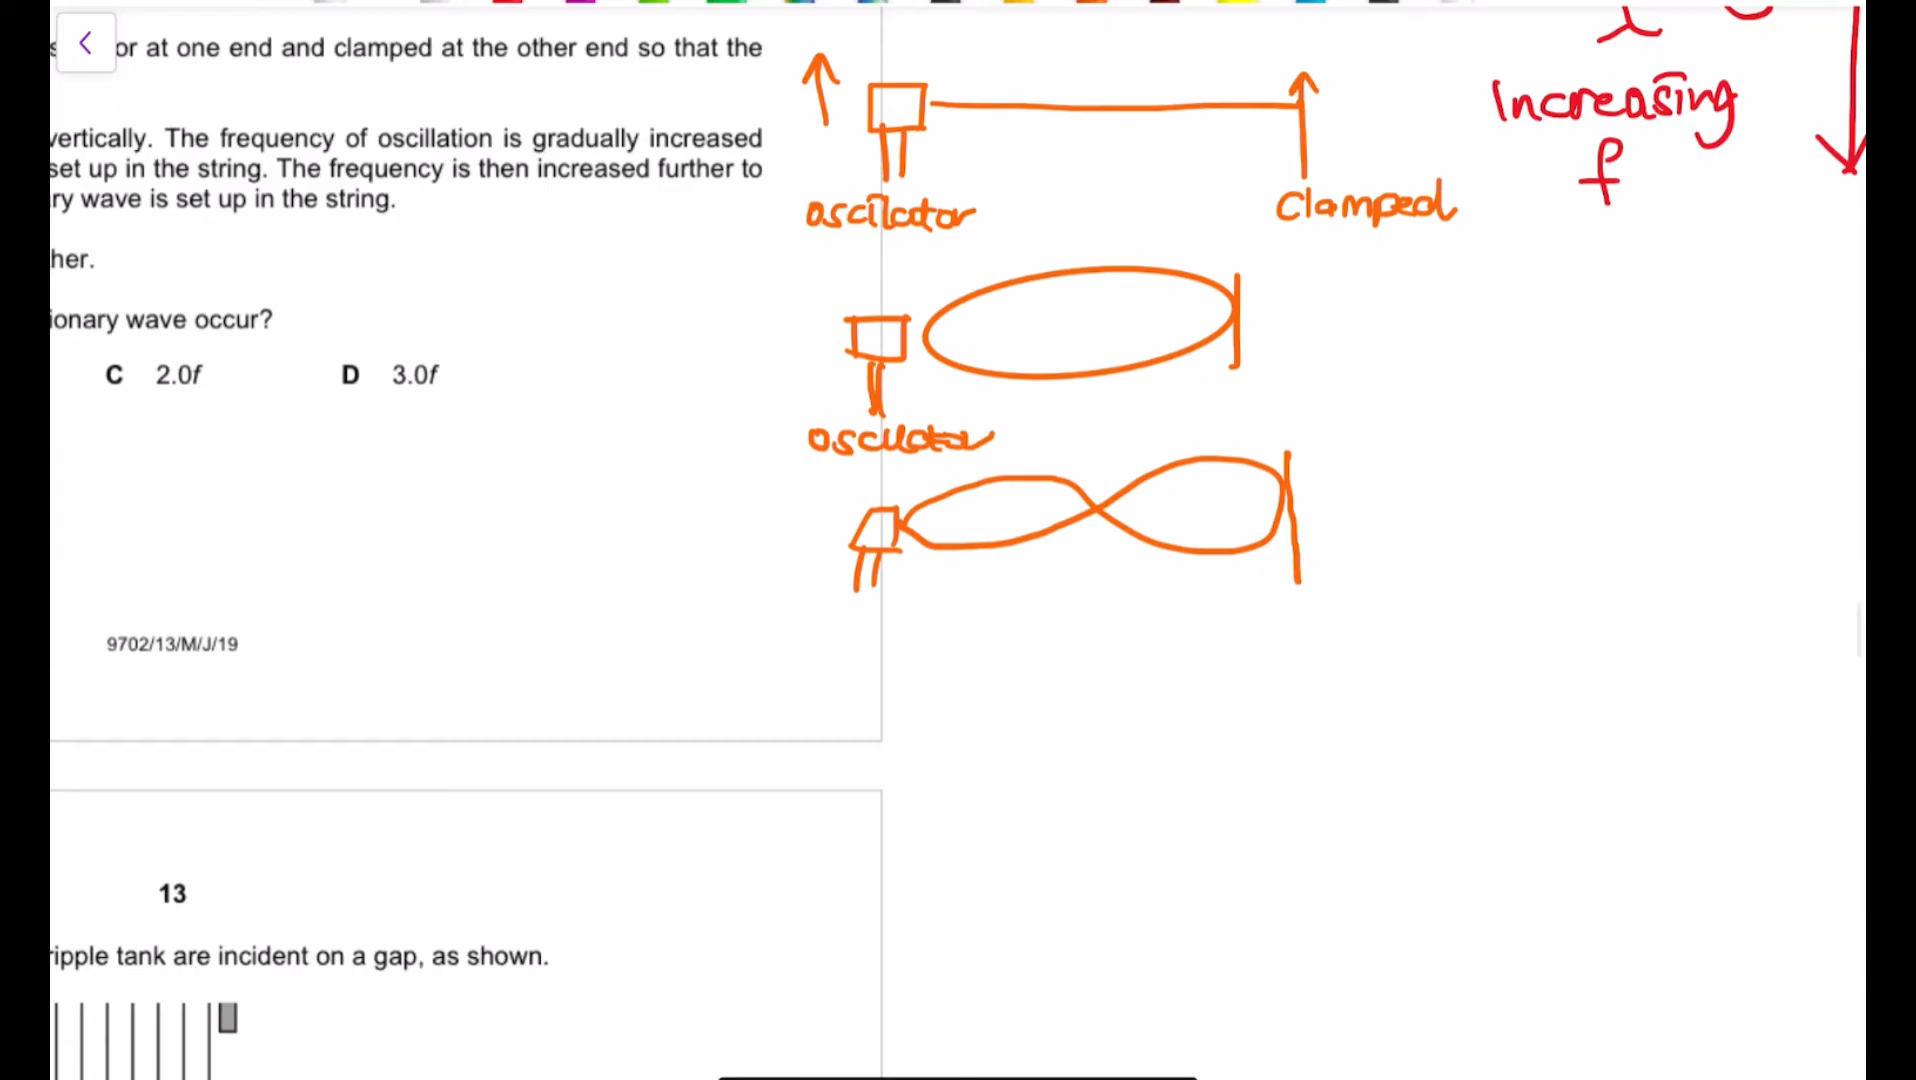 or at one end and clamped at the other end so that the
vertically. The frequency of oscillation is gradually increased
set up in the string. The frequency is then increased further to
ry wave is set up in the string.
her.
ionary wave occur?
C 2.0f D 3.0f
9702/13/M/J/19
13
ripple tank are incident on a gap, as shown.
oscillator
Clamped
oscillator
λ
Increasing
f